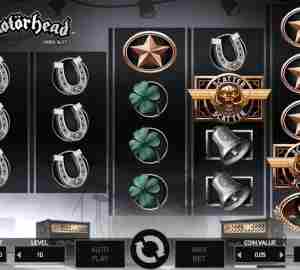 Motörhead
VIDEO SLOT
SCATTER
SCATTER
LEVEL
10
AUTO
PLAY
MAX
BET
COIN VALUE
0.05